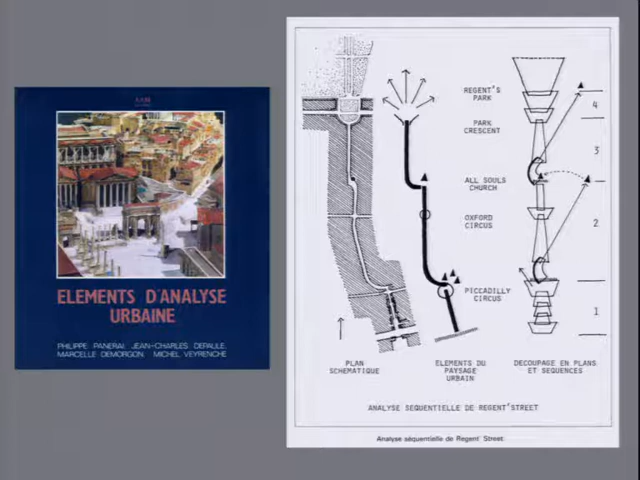 ELEMENTS D'ANALYSE
URBAINE
PHILIPPE PANERAI, JEAN-CHARLES DEPAULE,
MARCELLE DEMORGON, MICHEL VEYRENCHE
REGENT'S
PARK
PARK
CRESCENT
ALL SOULS
CHURCH
OXFORD
CIRCUS
PICCADILLY
CIRCUS
4
3
2
1
PLAN
SCHEMATIQUE
ELEMENTS DU
PAYSAGE
URBAIN
DECOUPAGE EN PLANS
ET SEQUENCES
ANALYSE SEQUENTIELLE DE REGENT'STREET
Analyse séquentielle de Regent Street.